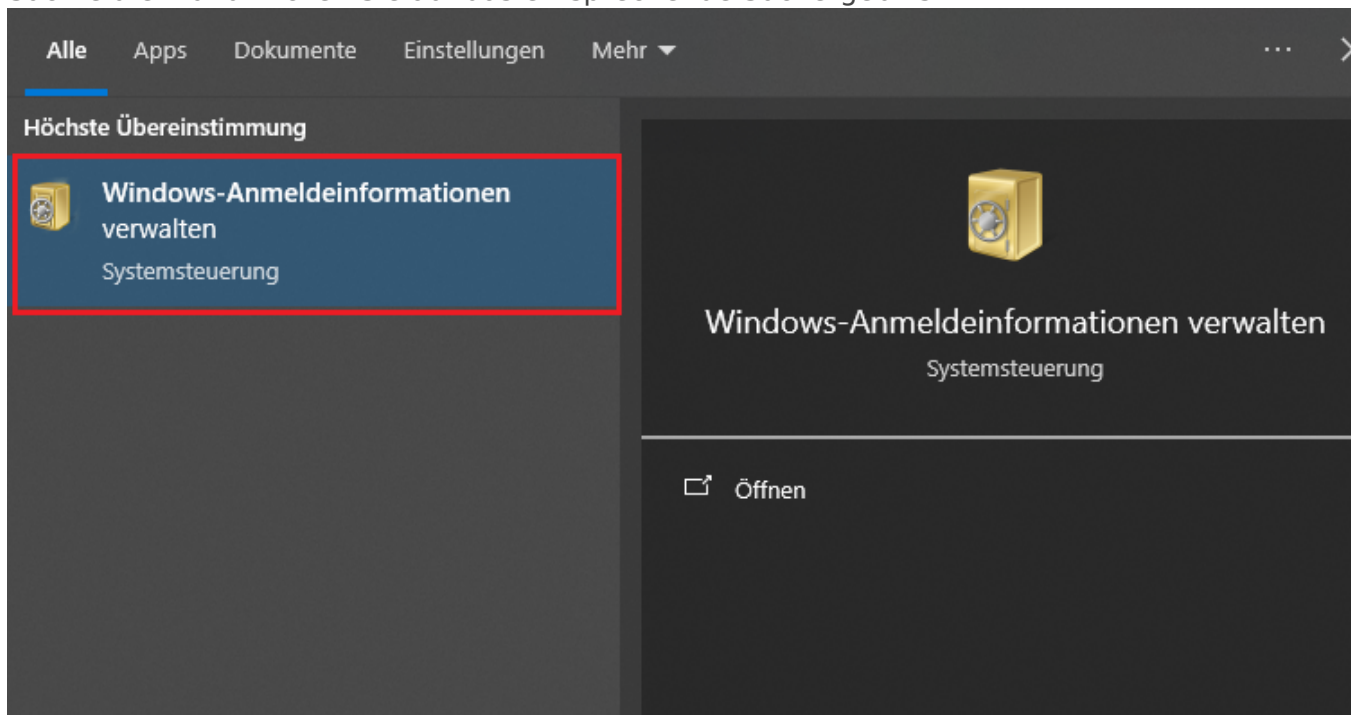 Alle Apps Dokumente Einstellungen Mehr
Höchste Übereinstimmung
Windows-Anmeldeinformationen
verwalten
Systemsteuerung
Windows-Anmeldeinformationen verwalten
Systemsteuerung
Öffnen